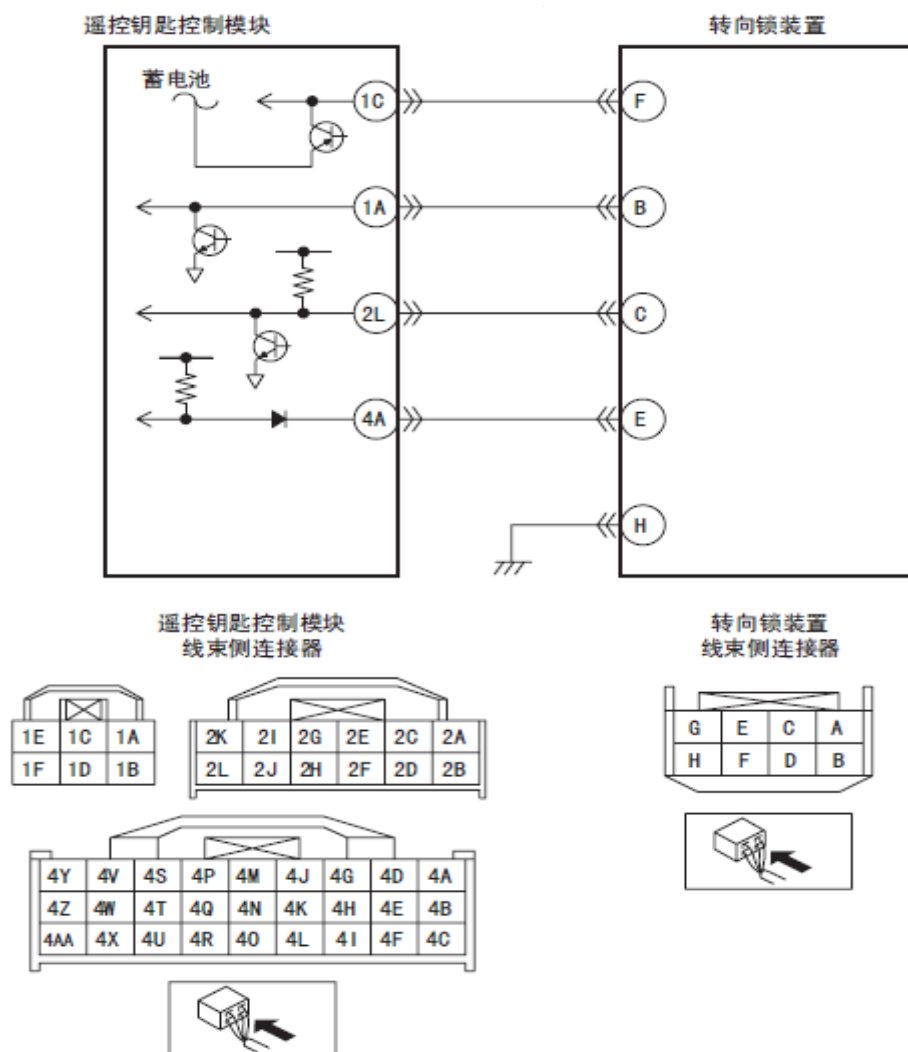 遥控钥匙控制模块
转向锁装置
蓄电池
1C
F
1A
B
2L
C
4A
E
H
遥控钥匙控制模块
线束侧连接器
转向锁装置
线束侧连接器
1E 1C 1A
1F 1D 1B
2K 2I 2G 2E 2C 2A
2L 2J 2H 2F 2D 2B
G E C A
H F D B
4Y 4V 4S 4P 4M 4J 4G 4D 4A
4Z 4W 4T 4Q 4N 4K 4H 4E 4B
4AA 4X 4U 4R 4O 4L 4I 4F 4C